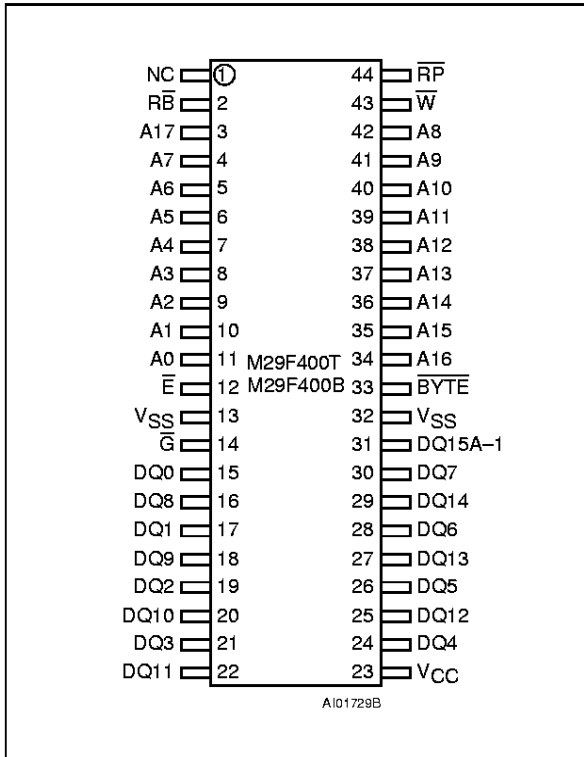 NC 1 44 R̅P̅
RB̅ 2 43 W̅
A17 3 42 A8
A7 4 41 A9
A6 5 40 A10
A5 6 39 A11
A4 7 38 A12
A3 8 37 A13
A2 9 36 A14
A1 10 35 A15
A0 11 M29F400T 34 A16
E̅ 12 M29F400B 33 B̅Y̅T̅E̅
VSS 13 32 VSS
G̅ 14 31 DQ15A–1
DQ0 15 30 DQ7
DQ8 16 29 DQ14
DQ1 17 28 DQ6
DQ9 18 27 DQ13
DQ2 19 26 DQ5
DQ10 20 25 DQ12
DQ3 21 24 DQ4
DQ11 22 23 VCC
AI01729B